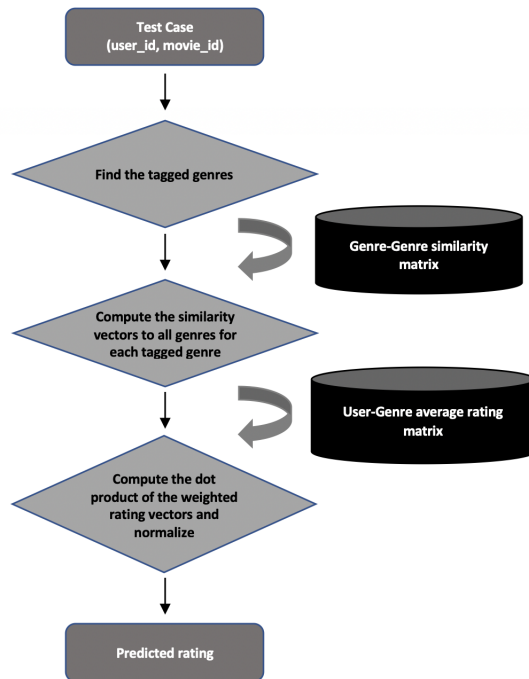 Test Case
(user_id, movie_id)
Find the tagged genres
Genre-Genre similarity
matrix
Compute the similarity
vectors to all genres for
each tagged genre
User-Genre average rating
matrix
Compute the dot
product of the weighted
rating vectors and
normalize
Predicted rating